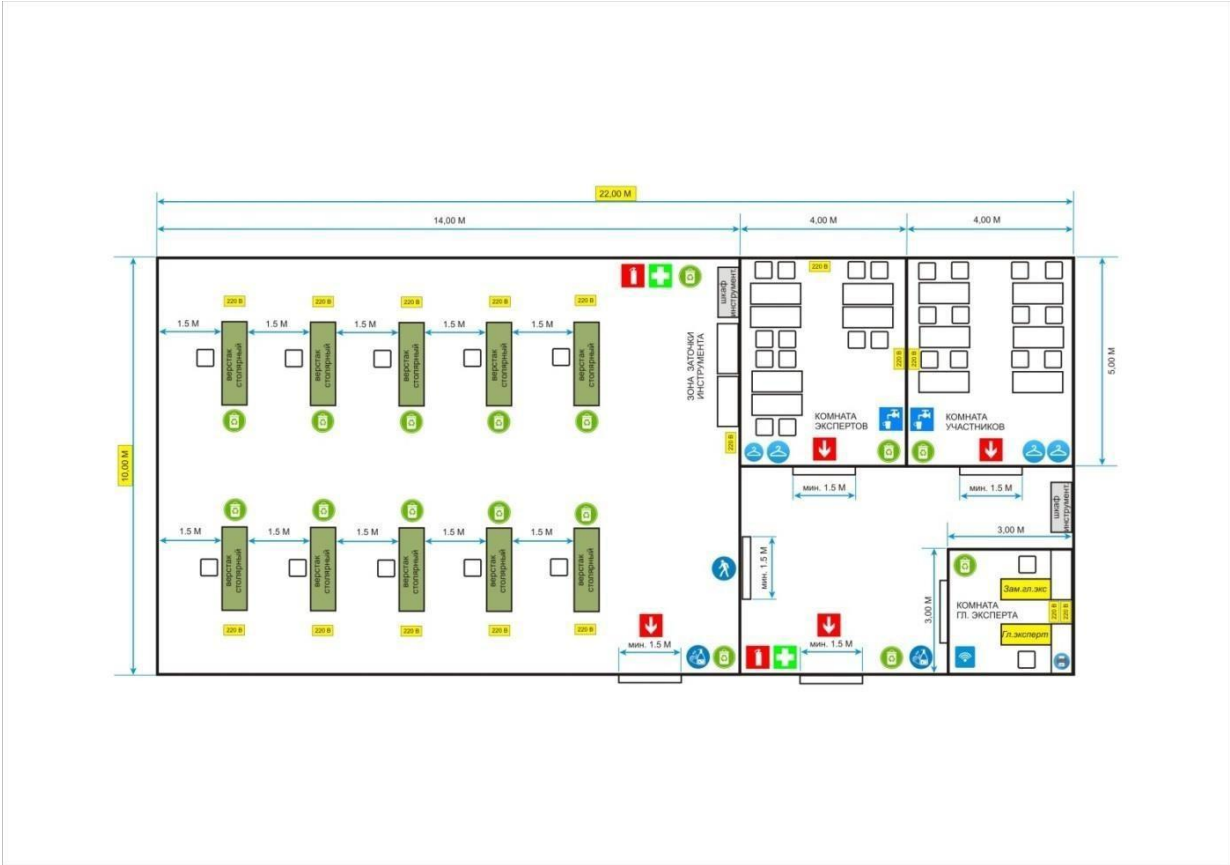 22,00 М
14,00 М
4,00 М
4,00 М
10,00 М
5,00 М
220 В
220 В
220 В
220 В
220 В
1.5 М
1.5 М
1.5 М
1.5 М
1.5 М
верстак
столярный
верстак
столярный
верстак
столярный
верстак
столярный
верстак
столярный
шкаф
инструмент.
ЗОНА ЗАТОЧКИ
ИНСТРУМЕНТА
220 В
220 В
220 В
220 В
КОМНАТА
ЭКСПЕРТОВ
КОМНАТА
УЧАСТНИКОВ
мин. 1.5 М
мин. 1.5 М
шкаф
инструмент.
1.5 М
1.5 М
1.5 М
1.5 М
1.5 М
верстак
столярный
верстак
столярный
верстак
столярный
верстак
столярный
верстак
столярный
220 В
220 В
220 В
220 В
220 В
мин. 1.5 М
мин. 1.5 М
мин. 1.5 М
3,00 М
3,00 М
КОМНАТА
ГЛ. ЭКСПЕРТА
Зам.гл.экс
220 В
220 В
Гл.эксперт